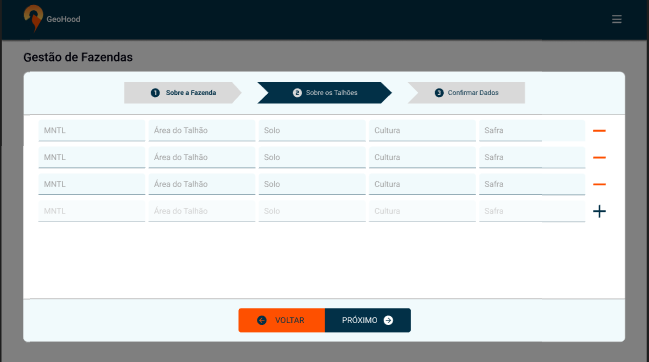 GeoHood
Gestão de Fazendas
1 Sobre a Fazenda 2 Sobre os Talhões 3 Confirmar Dados
MNTL Área do Talhão Solo Cultura Safra
MNTL Área do Talhão Solo Cultura Safra
MNTL Área do Talhão Solo Cultura Safra
MNTL Área do Talhão Solo Cultura Safra
VOLTAR PRÓXIMO